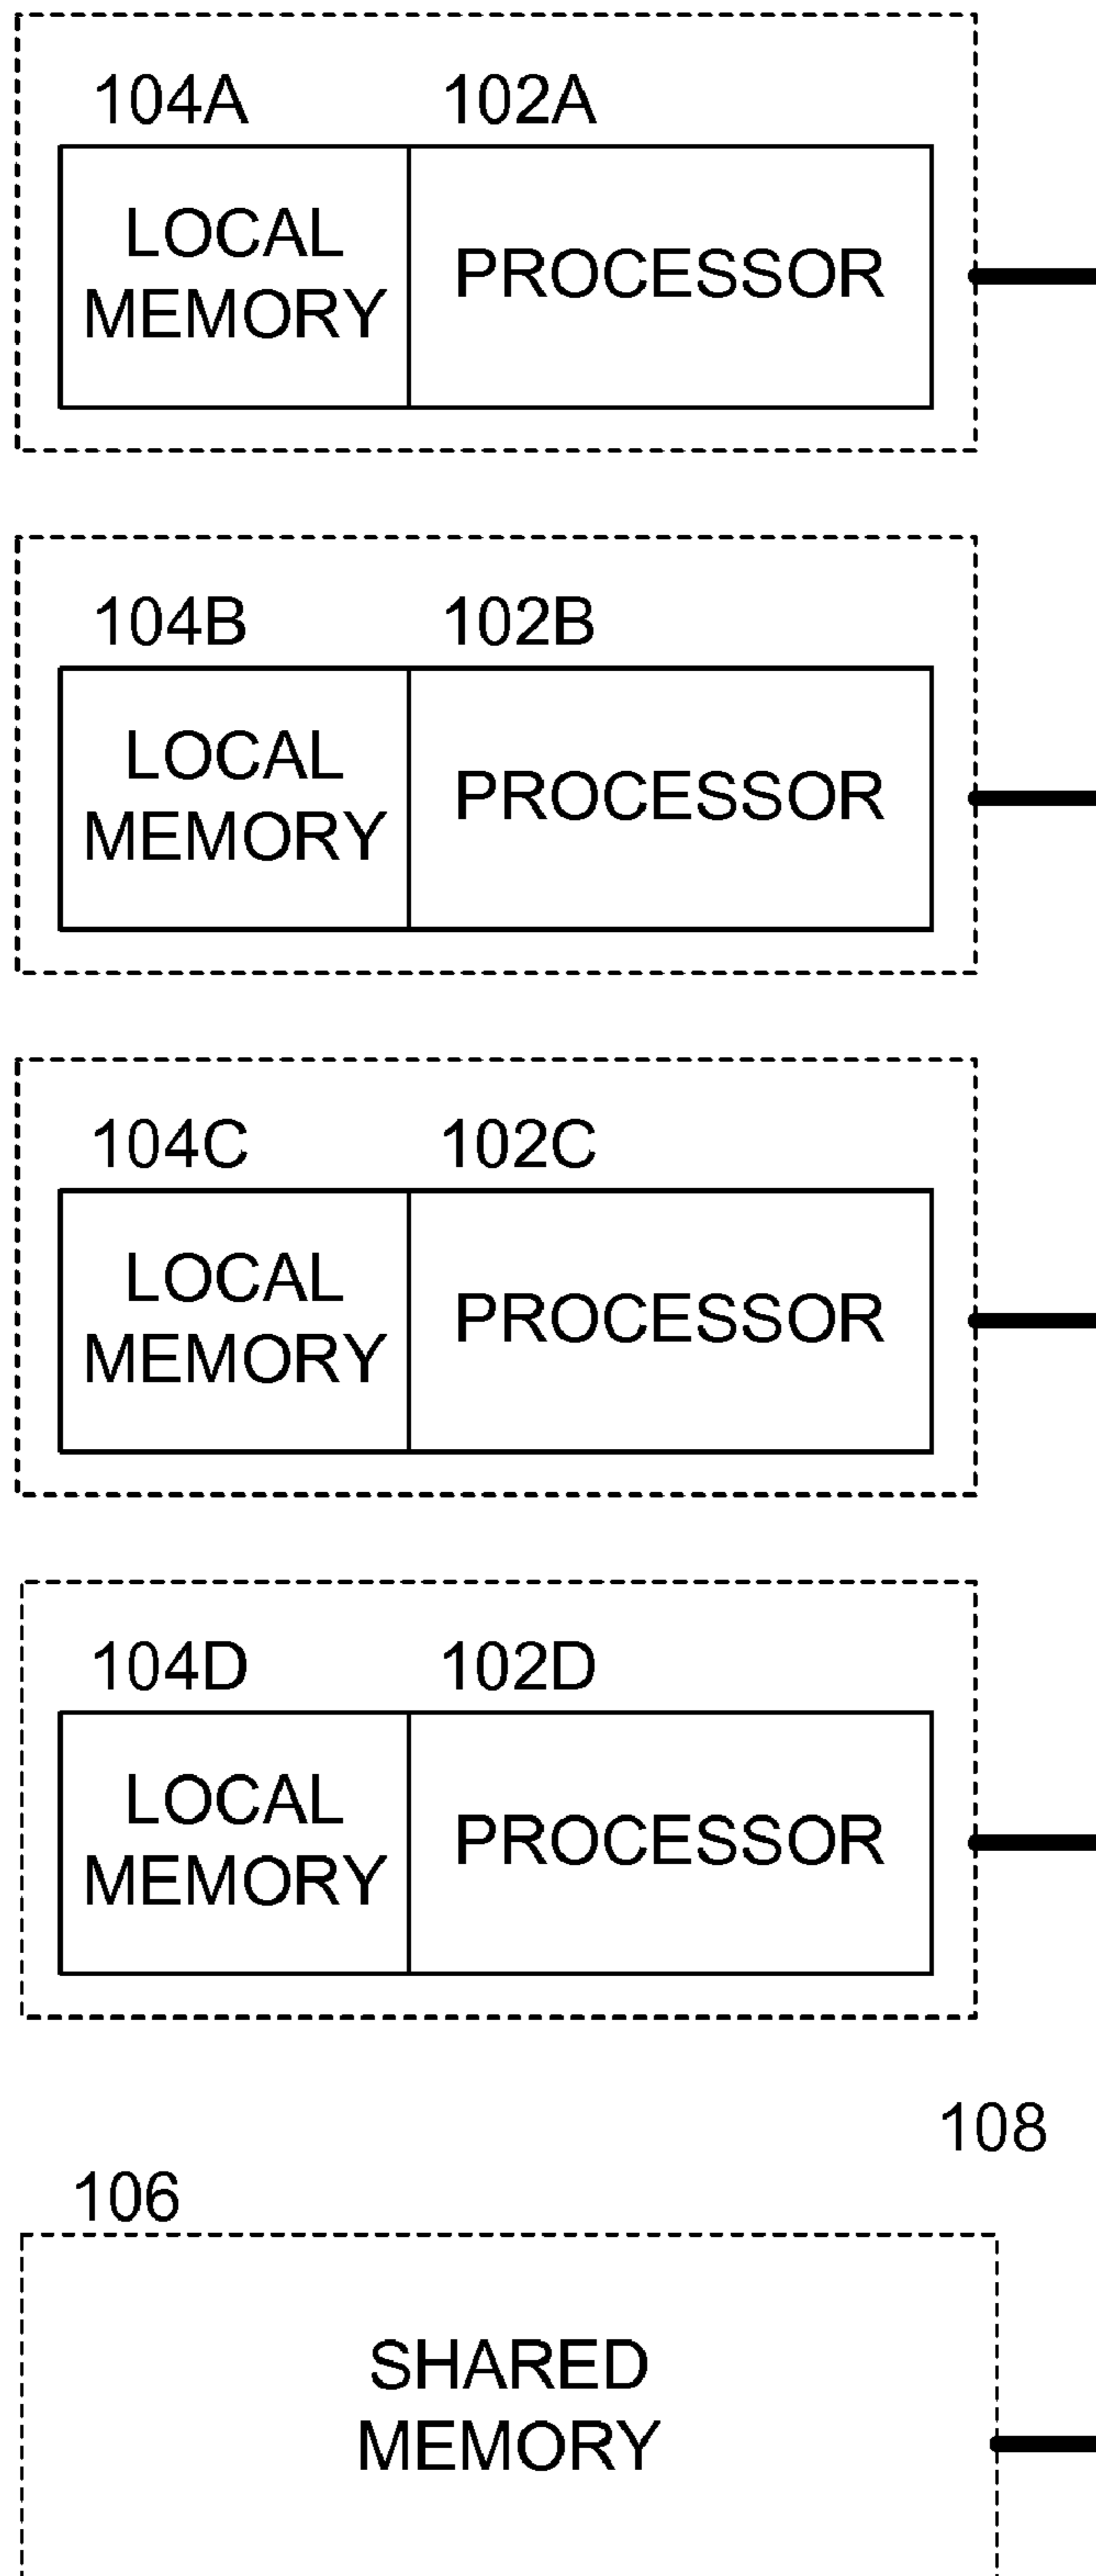 104A 102A
LOCAL
MEMORY
PROCESSOR
104B 102B
LOCAL
MEMORY
PROCESSOR
104C 102C
LOCAL
MEMORY
PROCESSOR
104D 102D
LOCAL
MEMORY
PROCESSOR
108
106
SHARED
MEMORY